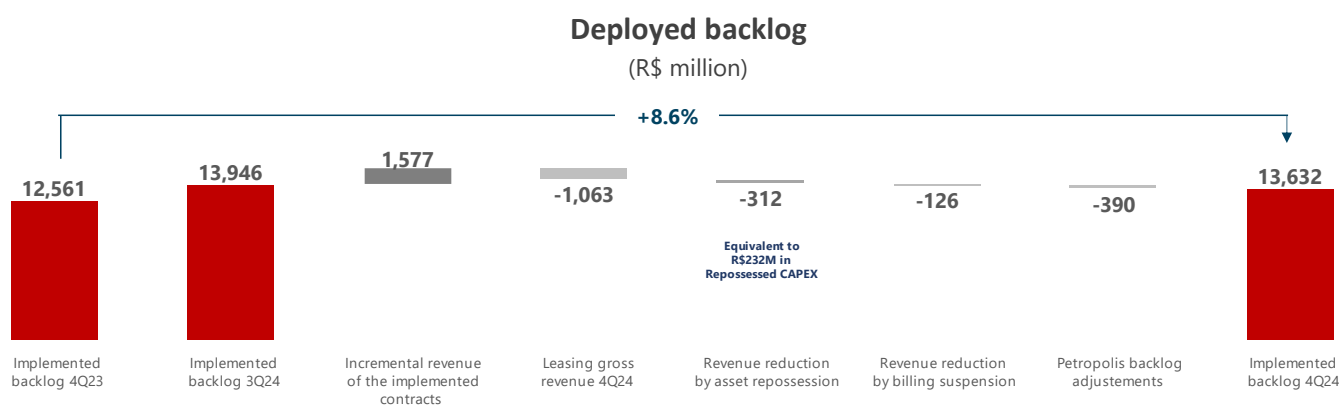 Deployed backlog
(R$ million)
+8.6%
12,561
13,946
1,577
-1,063
-312
-126
-390
13,632
Equivalent to
R$232M in
Repossessed CAPEX
Implemented
backlog 4Q23
Implemented
backlog 3Q24
Incremental revenue
of the implemented
contracts
Leasing gross
revenue 4Q24
Revenue reduction
by asset repossession
Revenue reduction
by billing suspension
Petropolis backlog
adjustements
Implemented
backlog 4Q24